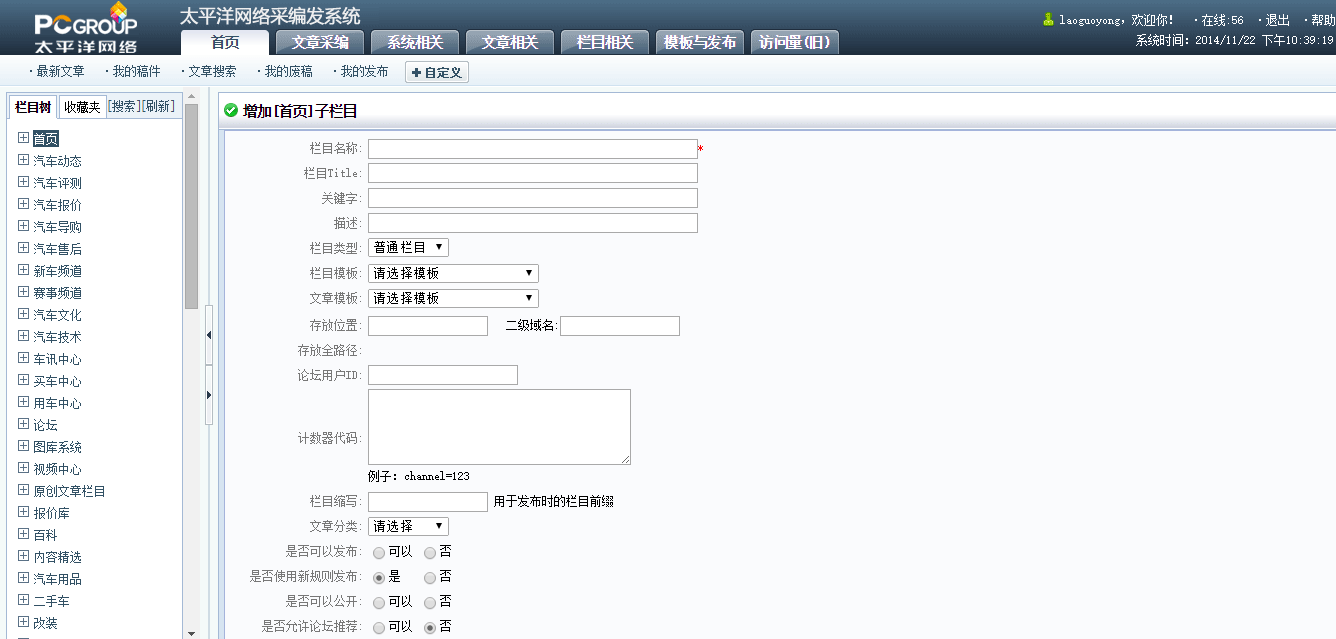 PCGROUP
太平洋网络
太平洋网络采编发系统
laoguoyong，欢迎你！ ·在线:56 ·退出 ·帮助
系统时间：2014/11/22 下午10:39:19
首页 文章采编 系统相关 文章相关 栏目相关 模板与发布 访问量(旧)
·最新文章 ·我的稿件 ·文章搜索 ·我的废稿 ·我的发布 +自定义
栏目树 收藏夹 [搜索][刷新]
首页
汽车动态
汽车评测
汽车报价
汽车导购
汽车售后
新车频道
赛事频道
汽车文化
汽车技术
车讯中心
买车中心
用车中心
论坛
图库系统
视频中心
原创文章栏目
报价库
百科
内容精选
汽车用品
二手车
改装
增加[首页]子栏目
栏目名称: *
栏目Title:
关键字:
描述:
栏目类型: 普通栏目
栏目模板: 请选择模板
文章模板: 请选择模板
存放位置: 二级域名:
存放全路径:
论坛用户ID:
计数器代码:
例子：channel=123
栏目缩写: 用于发布时的栏目前缀
文章分类: 请选择
是否可以发布: 可以 否
是否使用新规则发布: 是 否
是否可以公开: 可以 否
是否允许论坛推荐: 可以 否